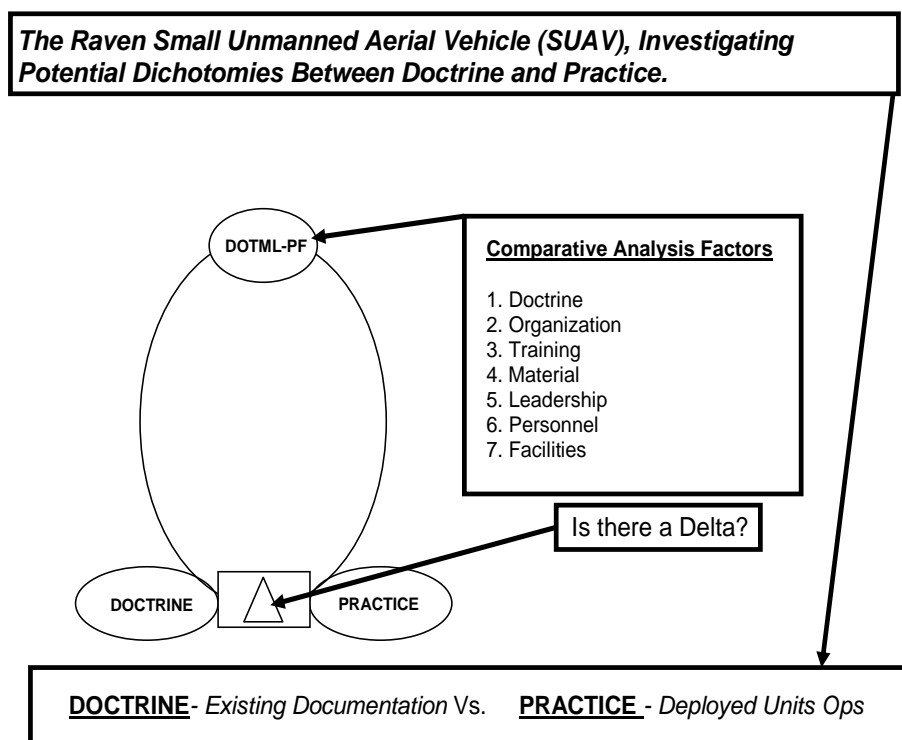 The Raven Small Unmanned Aerial Vehicle (SUAV), Investigating
Potential Dichotomies Between Doctrine and Practice.
DOTML-PF
Comparative Analysis Factors
1. Doctrine
2. Organization
3. Training
4. Material
5. Leadership
6. Personnel
7. Facilities
Is there a Delta?
DOCTRINE
PRACTICE
DOCTRINE- Existing Documentation Vs. PRACTICE - Deployed Units Ops